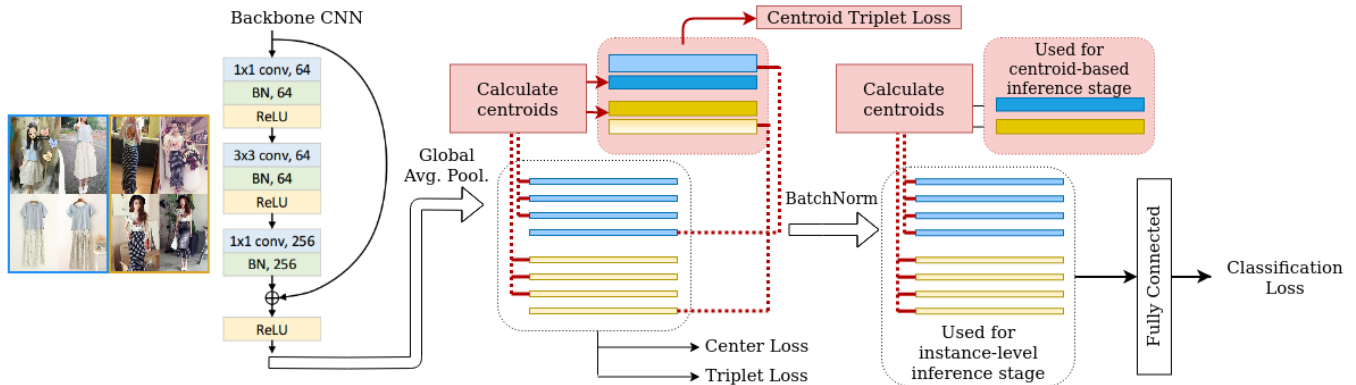 Backbone CNN
1x1 conv, 64
BN, 64
ReLU
3x3 conv, 64
BN, 64
ReLU
1x1 conv, 256
BN, 256
ReLU
Global
Avg. Pool.
Calculate
centroids
Centroid Triplet Loss
Center Loss
Triplet Loss
BatchNorm
Calculate
centroids
Used for
centroid-based
inference stage
Used for
instance-level
inference stage
Fully Connected
Classification
Loss